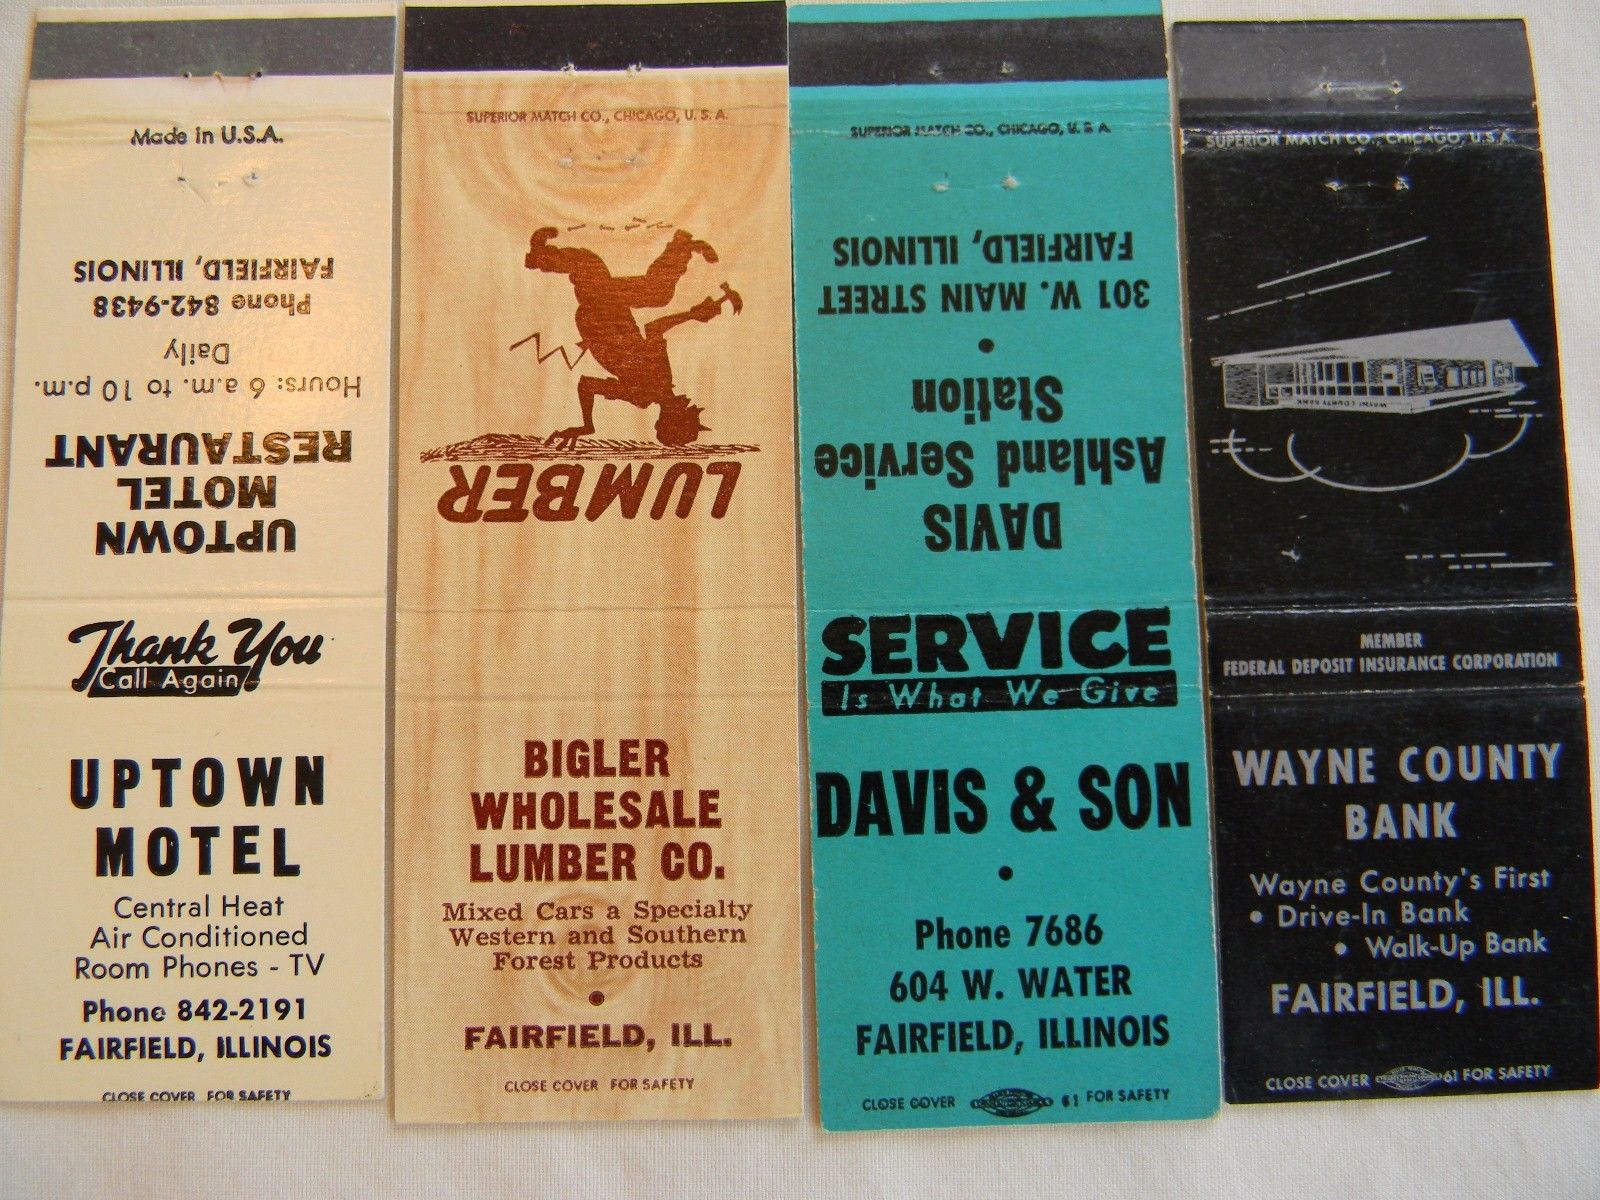 Made in U.S.A.
UPTOWN
MOTEL
RESTAURANT
Hours: 6 a.m. to 10 p.m.
Daily
Phone 842-9438
FAIRFIELD, ILLINOIS
Thank You
Call Again
UPTOWN
MOTEL
Central Heat
Air Conditioned
Room Phones - TV
Phone 842-2191
FAIRFIELD, ILLINOIS
CLOSE COVER FOR SAFETY
SUPERIOR MATCH CO., CHICAGO, U. S. A.
LUMBER
BIGLER
WHOLESALE
LUMBER CO.
Mixed Cars a Specialty
Western and Southern
Forest Products
•
FAIRFIELD, ILL.
CLOSE COVER FOR SAFETY
SUPERIOR MATCH CO., CHICAGO, U. S. A.
DAVIS
Ashland Service
Station
•
301 W. MAIN STREET
FAIRFIELD, ILLINOIS
SERVICE
Is What We Give
DAVIS & SON
•
Phone 7686
604 W. WATER
FAIRFIELD, ILLINOIS
CLOSE COVER 61 FOR SAFETY
SUPERIOR MATCH CO., CHICAGO, U.S.A.
WAYNE COUNTY BANK
MEMBER
FEDERAL DEPOSIT INSURANCE CORPORATION
WAYNE COUNTY
BANK
Wayne County's First
• Drive-In Bank
• Walk-Up Bank
FAIRFIELD, ILL.
CLOSE COVER 61 FOR SAFETY